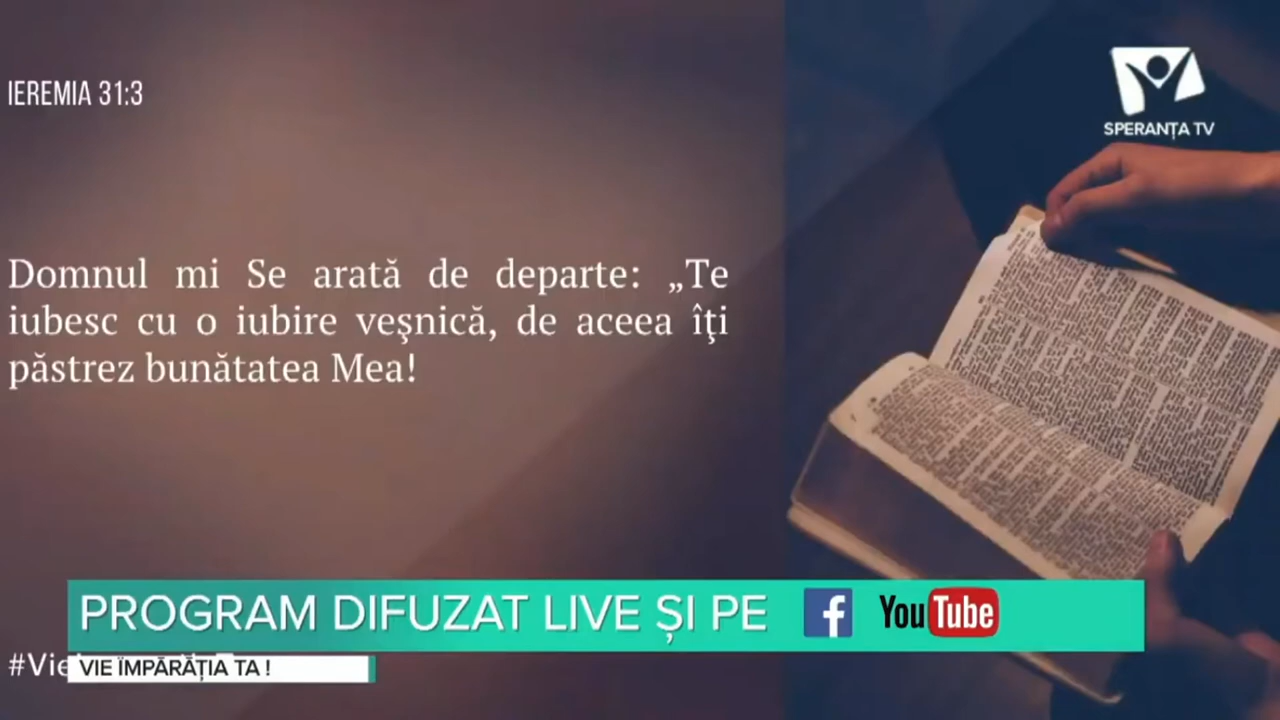 IEREMIA 31:3
SPERANȚA TV
Domnul mi Se arată de departe: „Te
iubesc cu o iubire veşnică, de aceea îţi
păstrez bunătatea Mea!
PROGRAM DIFUZAT LIVE ȘI PE f YouTube
VIE ÎMPĂRĂȚIA TA !